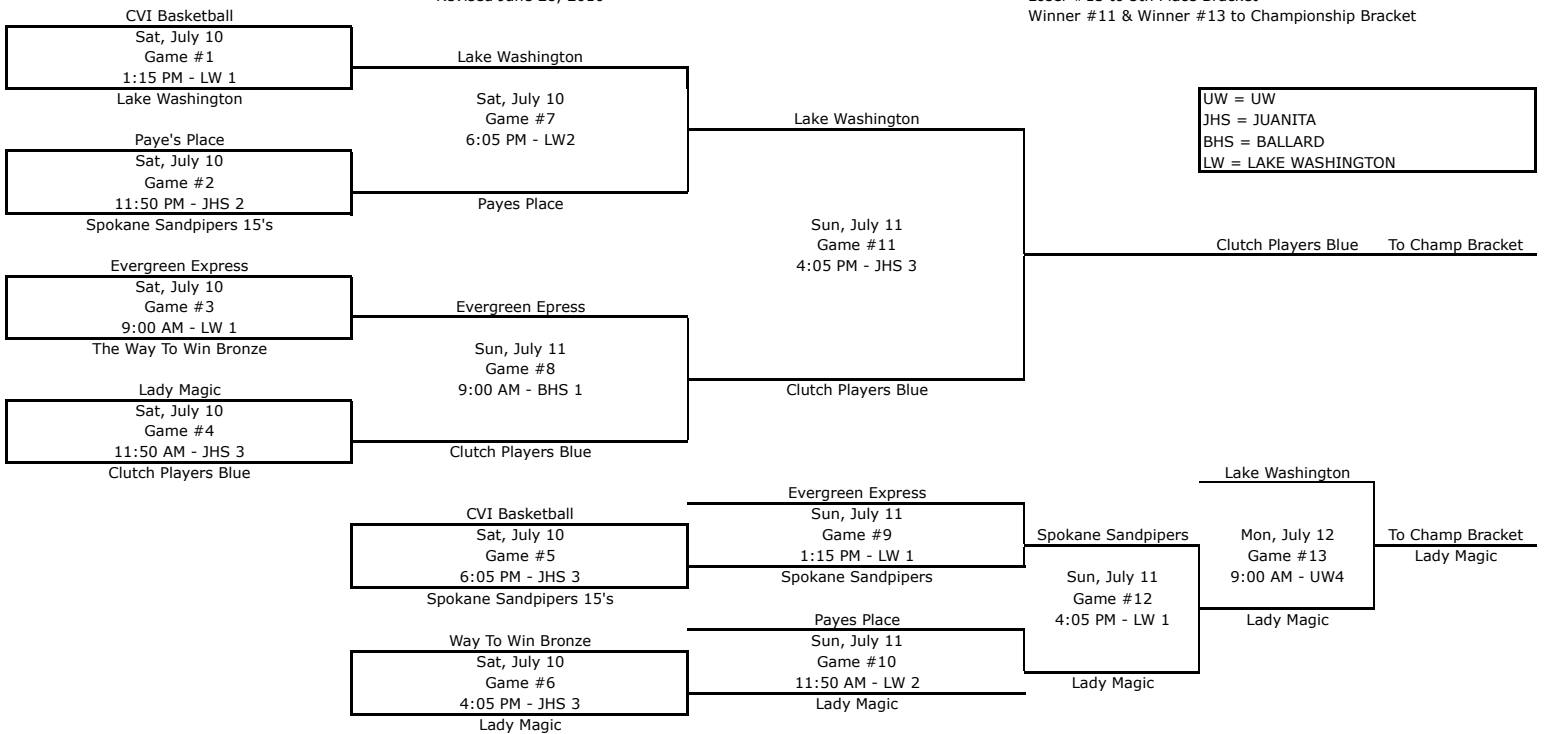 Winner #11 & Winner #13 to Championship Bracket
CVI Basketball
Sat, July 10
Game #1
1:15 PM - LW 1
Lake Washington
Paye's Place
Sat, July 10
Game #2
11:50 PM - JHS 2
Spokane Sandpipers 15's
Evergreen Express
Sat, July 10
Game #3
9:00 AM - LW 1
The Way To Win Bronze
Lady Magic
Sat, July 10
Game #4
11:50 AM - JHS 3
Clutch Players Blue
Lake Washington
Sat, July 10
Game #7
6:05 PM - LW2
Payes Place
Evergreen Epress
Sun, July 11
Game #8
9:00 AM - BHS 1
Clutch Players Blue
Lake Washington
Sun, July 11
Game #11
4:05 PM - JHS 3
Clutch Players Blue
UW = UW
JHS = JUANITA
BHS = BALLARD
LW = LAKE WASHINGTON
Clutch Players Blue To Champ Bracket
CVI Basketball
Sat, July 10
Game #5
6:05 PM - JHS 3
Spokane Sandpipers 15's
Way To Win Bronze
Sat, July 10
Game #6
4:05 PM - JHS 3
Lady Magic
Evergreen Express
Sun, July 11
Game #9
1:15 PM - LW 1
Spokane Sandpipers
Payes Place
Sun, July 11
Game #10
11:50 AM - LW 2
Lady Magic
Spokane Sandpipers
Sun, July 11
Game #12
4:05 PM - LW 1
Lady Magic
Lake Washington
Mon, July 12
Game #13
9:00 AM - UW4
Lady Magic
To Champ Bracket
Lady Magic